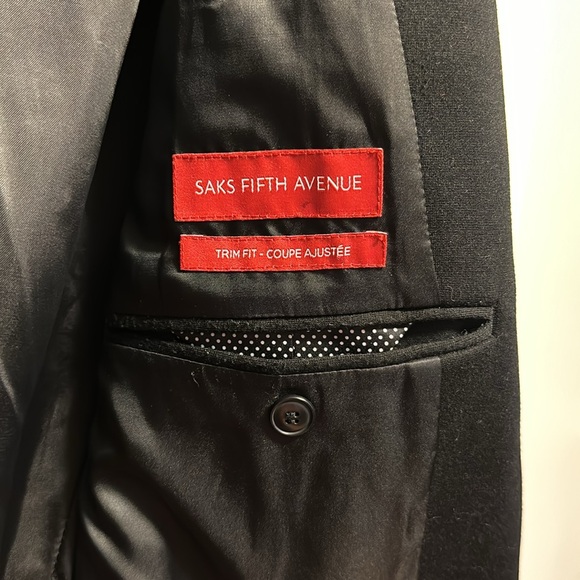 SAKS FIFTH AVENUE
TRIM FIT - COUPE AJUSTÉE